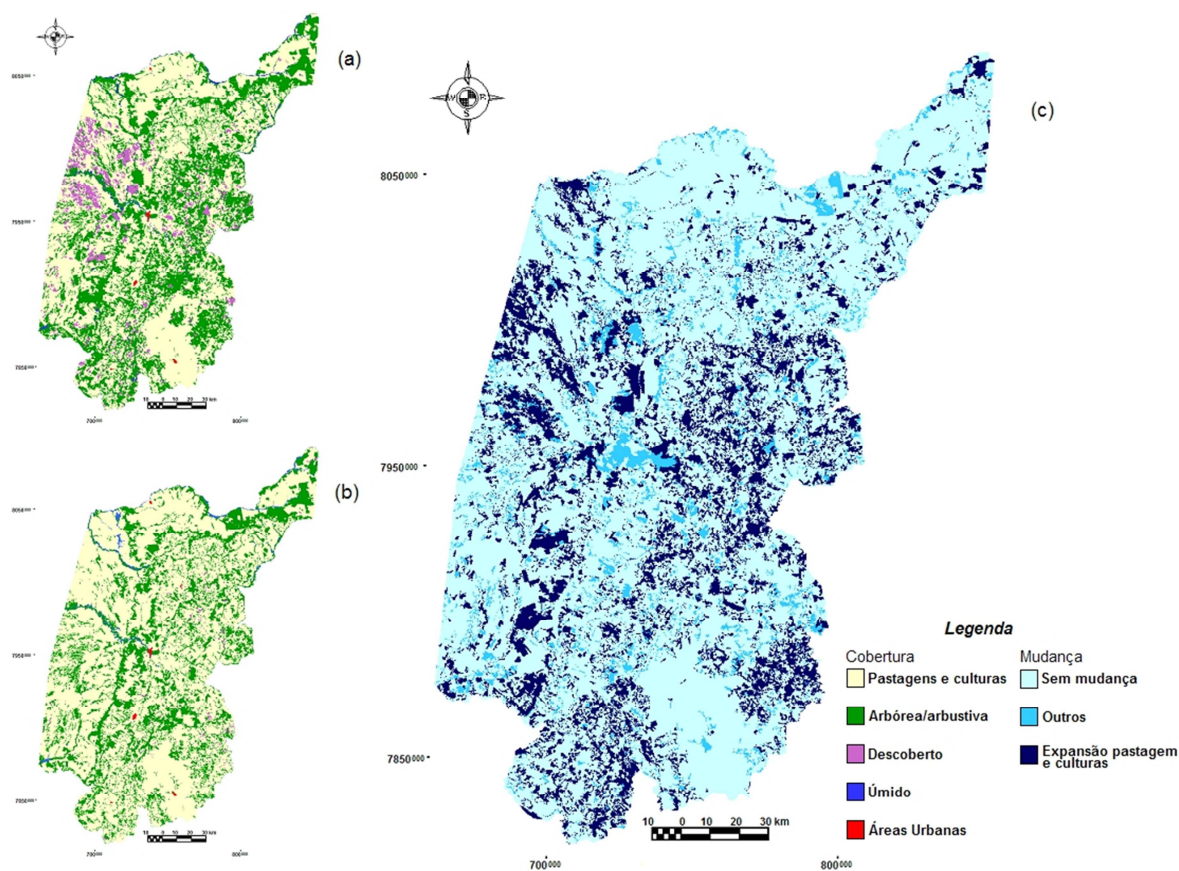 (a)
8050000
7950000
7850000
10 0 10 20 30 km
700000
800000
(b)
8050000
7950000
7850000
10 0 10 20 30 km
700000
800000
(c)
S
8050000
7950000
7850000
10 0 10 20 30 km
700000
800000
Legenda
Cobertura
Pastagens e culturas
Arbórea/arbustiva
Descoberto
Úmido
Áreas Urbanas
Mudança
Sem mudança
Outros
Expansão pastagem
e culturas